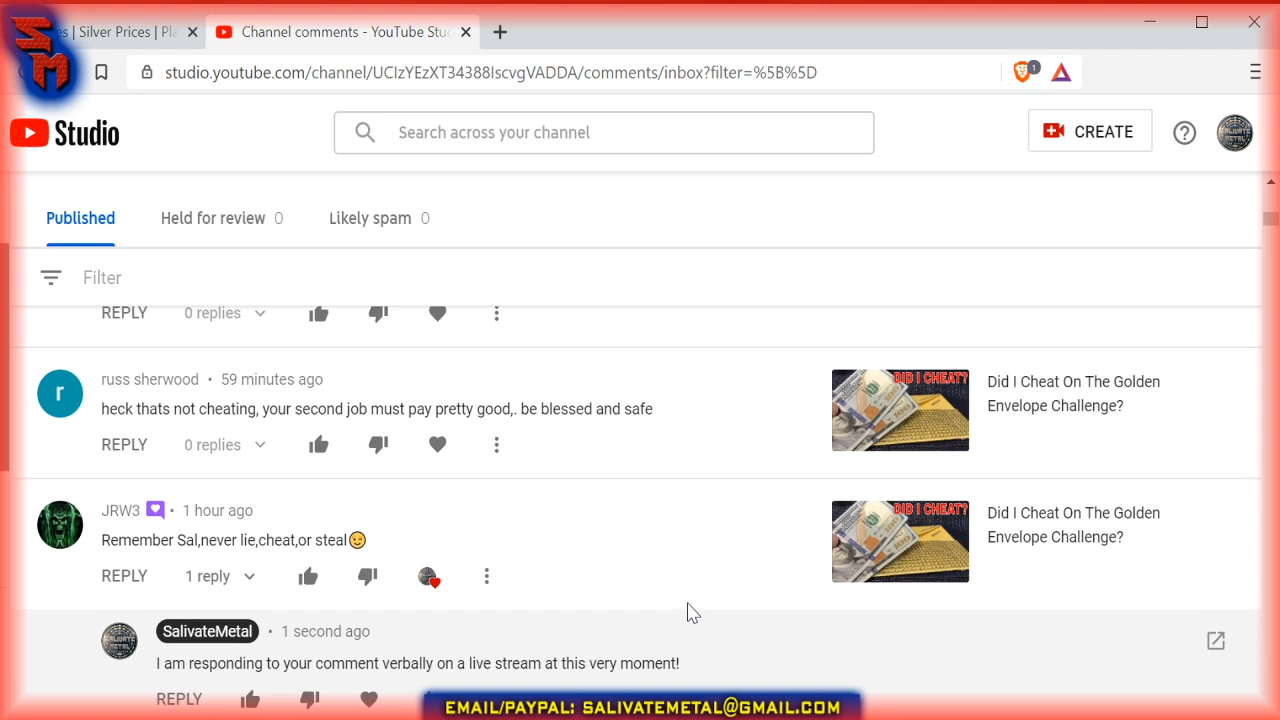 SM
es | Silver Prices | Pla
Channel comments - YouTube Stud
studio.youtube.com/channel/UCIzYEzXT34388IscvgVADDA/comments/inbox?filter=%5B%5D
1
Studio
Search across your channel
CREATE
Published
Held for review 0
Likely spam 0
Filter
REPLY 0 replies
russ sherwood • 59 minutes ago
heck thats not cheating, your second job must pay pretty good,. be blessed and safe
REPLY 0 replies
DID I CHEAT?
Did I Cheat On The Golden
Envelope Challenge?
JRW3 • 1 hour ago
Remember Sal,never lie,cheat,or steal😉
REPLY 1 reply
DID I CHEAT?
Did I Cheat On The Golden
Envelope Challenge?
SalivateMetal • 1 second ago
I am responding to your comment verbally on a live stream at this very moment!
REPLY
EMAIL/PAYPAL: SALIVATEMETAL@GMAIL.COM